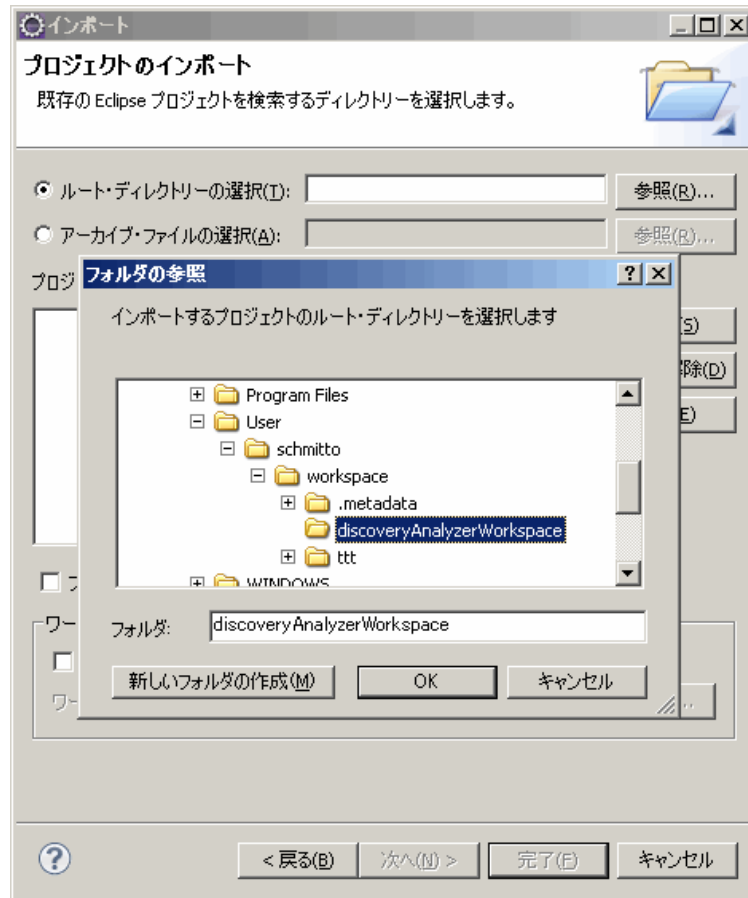 インポート
プロジェクトのインポート
既存の Eclipse プロジェクトを検索するディレクトリーを選択します。
ルート・ディレクトリーの選択(T):
参照(R)...
アーカイブ・ファイルの選択(A):
参照(R)...
プロジ
フォルダの参照
インポートするプロジェクトのルート・ディレクトリーを選択します
(S)
除(D)
E)
Program Files
User
schmitto
workspace
.metadata
discoveryAnalyzerWorkspace
ttt
WINDOWS
フォルダ:
discoveryAnalyzerWorkspace
新しいフォルダの作成(M)
OK
キャンセル
ワー
ワー
< 戻る(B)
次へ(N) >
完了(F)
キャンセル